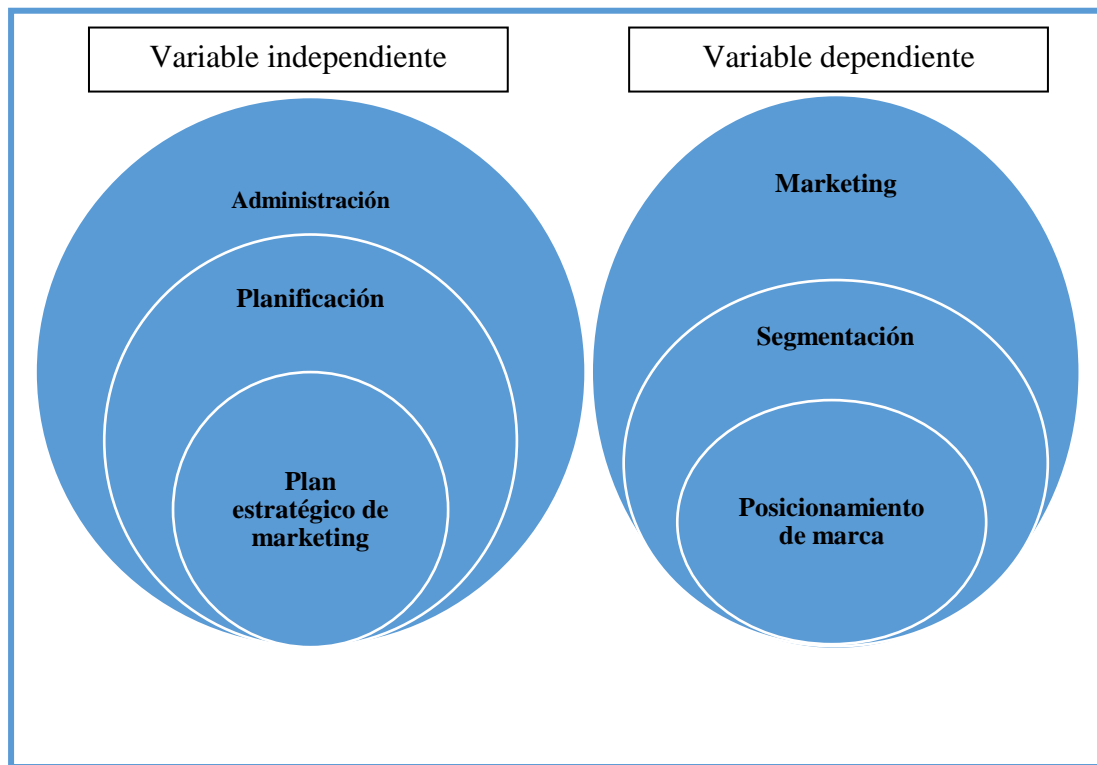 Variable independiente
Administración
Planificación
Plan
estratégico de
marketing
Variable dependiente
Marketing
Segmentación
Posicionamiento
de marca